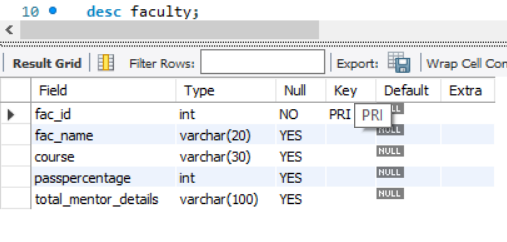 10 desc faculty;
Result Grid Filter Rows: Export: Wrap Cell Con
Field Type Null Key Default Extra
fac_id int NO PRI PRI
fac_name varchar(20) YES NULL
course varchar(30) YES NULL
passpercentage int YES NULL
total_mentor_details varchar(100) YES NULL